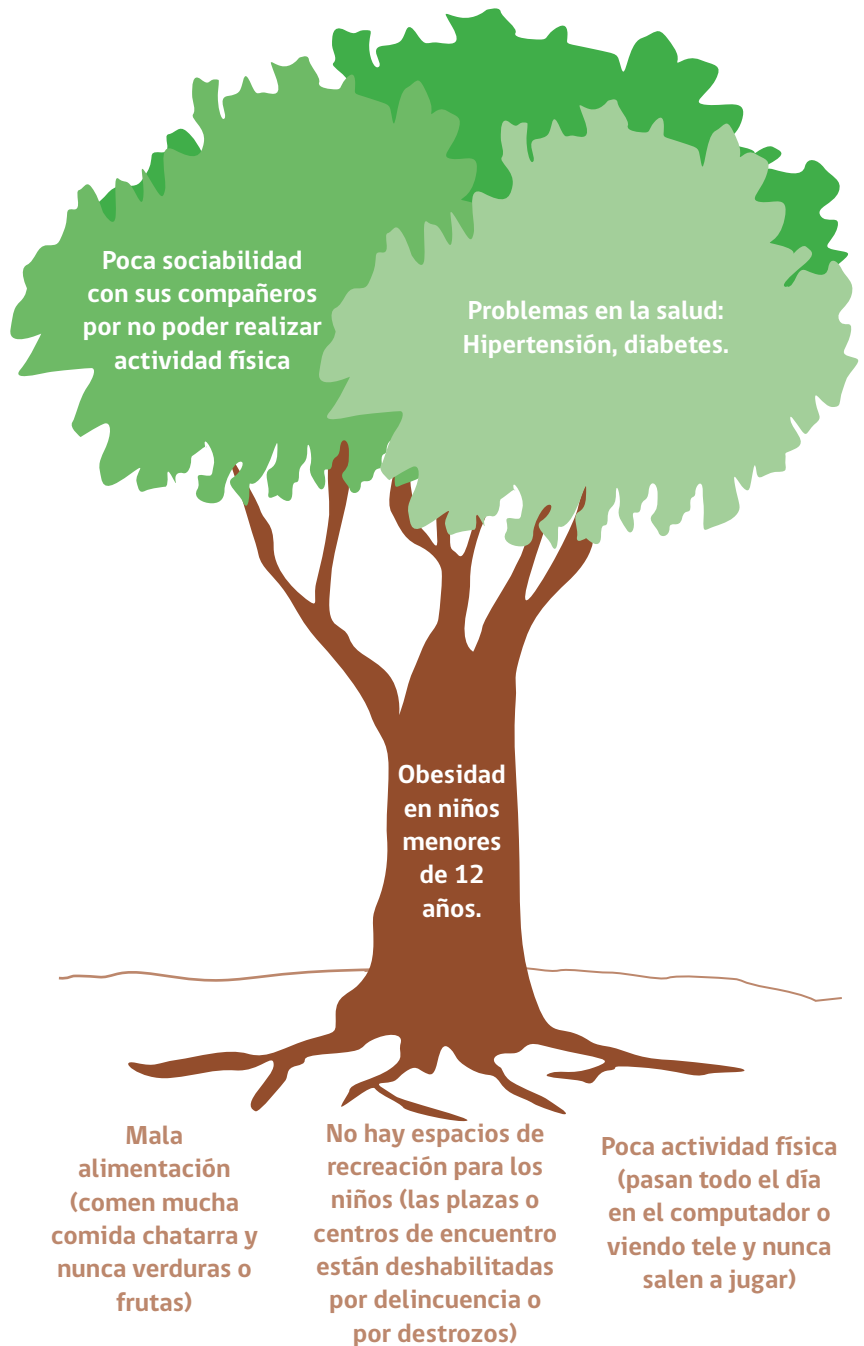 Poca sociabilidad
con sus compañeros
por no poder realizar
actividad física
Problemas en la salud:
Hipertensión, diabetes.
Obesidad
en niños
menores
de 12
años.
Mala
alimentación
(comen mucha
comida chatarra y
nunca verduras o
frutas)
No hay espacios de
recreación para los
niños (las plazas o
centros de encuentro
están deshabilitadas
por delincuencia o
por destrozos)
Poca actividad física
(pasan todo el día
en el computador o
viendo tele y nunca
salen a jugar)